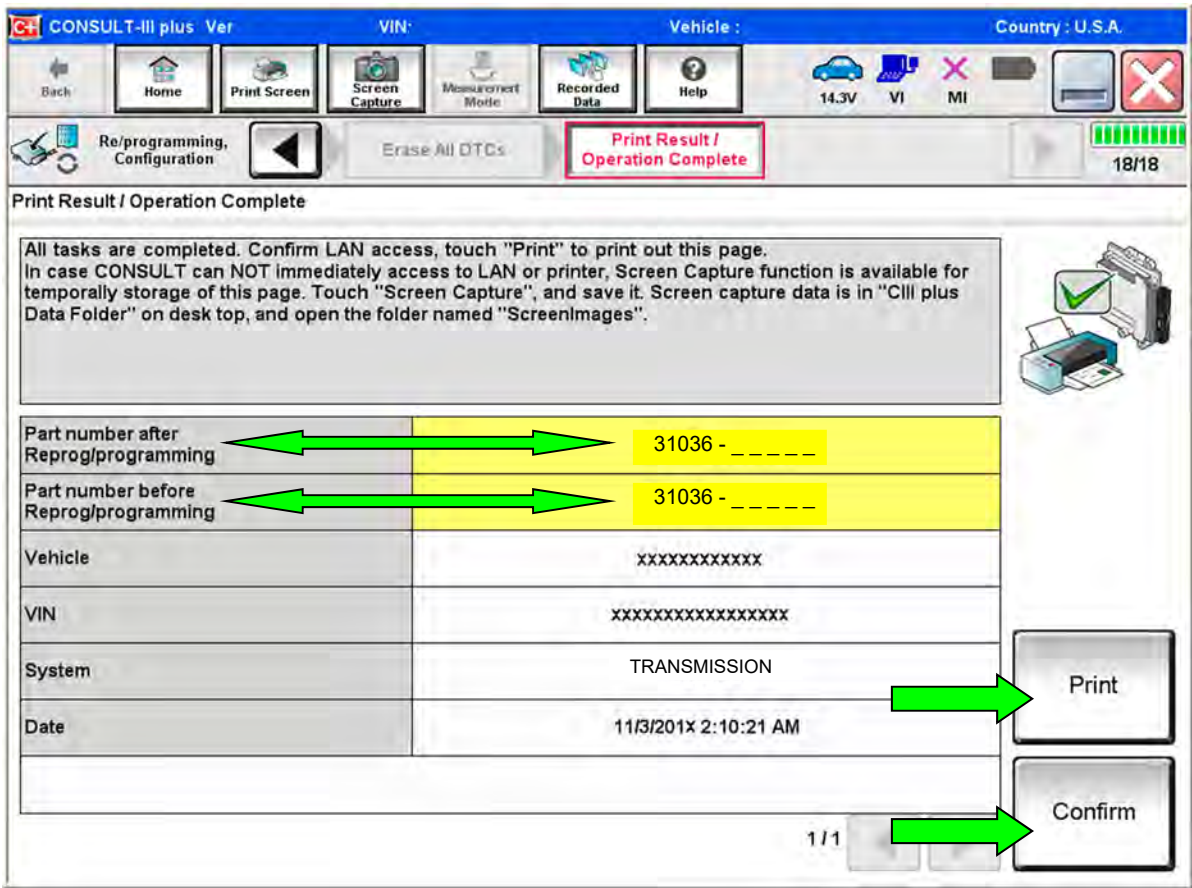 C+ CONSULT-III plus Ver VIN: Vehicle : Country : U.S.A.
Back
Home
Print Screen
Screen
Capture
Measurement
Mode
Recorded
Data
Help
14.3V
VI
MI
Re/programming,
Configuration
Erase All DTCs
Print Result /
Operation Complete
18/18
Print Result / Operation Complete
All tasks are completed. Confirm LAN access, touch "Print" to print out this page.
In case CONSULT can NOT immediately access to LAN or printer, Screen Capture function is available for
temporally storage of this page. Touch "Screen Capture", and save it. Screen capture data is in "CIII plus
Data Folder" on desk top, and open the folder named "ScreenImages".
Part number after
Reprog/programming
31036 - _ _ _ _ _
Part number before
Reprog/programming
31036 - _ _ _ _ _
Vehicle
xxxxxxxxxxxx
VIN
xxxxxxxxxxxxxxxxx
System
TRANSMISSION
Date
11/3/201X 2:10:21 AM
Print
Confirm
1/1